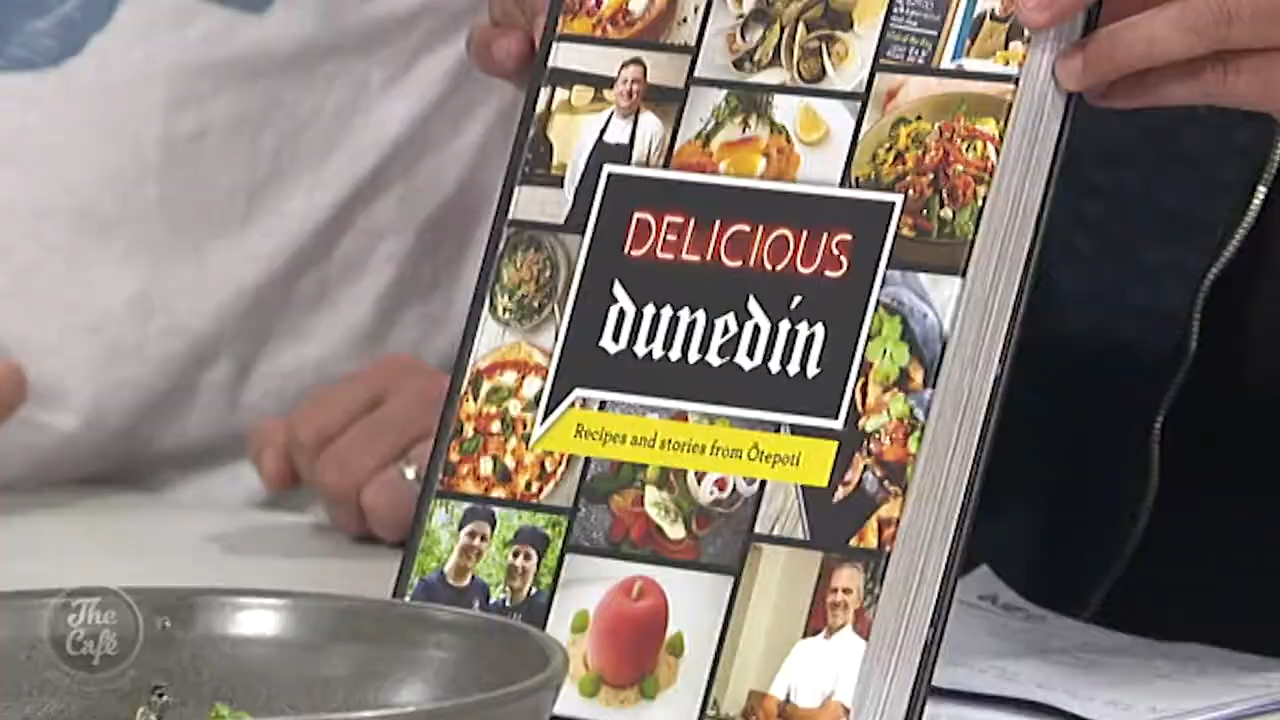 DELICIOUS
dunedin
Recipes and stories from Ōtepoti
The
Café